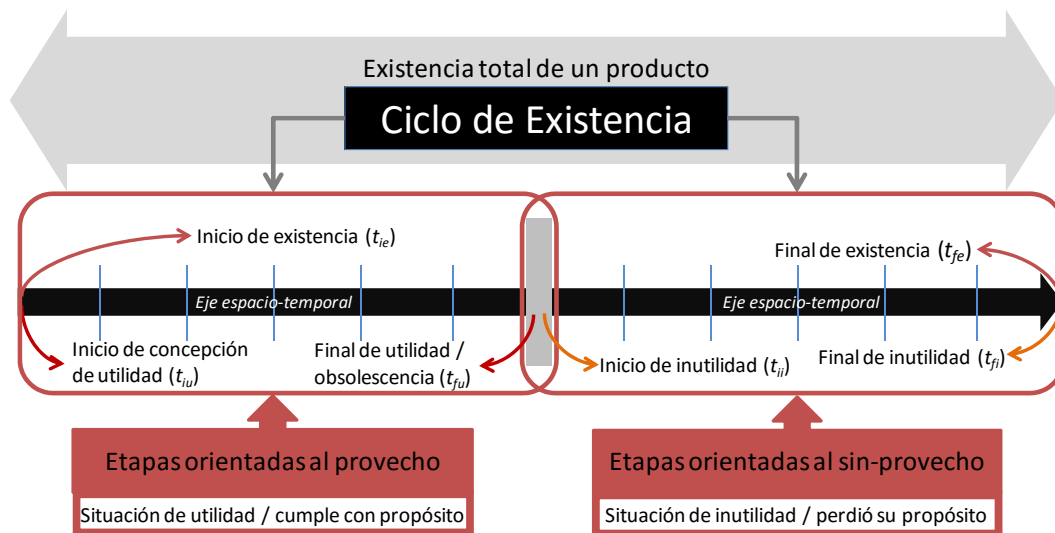 Existencia total de un producto
Ciclo de Existencia
Inicio de existencia (tie)
Final de existencia (tfe)
Eje espacio-temporal
Eje espacio-temporal
Inicio de concepción
de utilidad (tiu)
Final de utilidad /
obsolescencia (tfu)
Inicio de inutilidad (tii)
Final de inutilidad (tfi)
Etapas orientadas al provecho
Situación de utilidad / cumple con propósito
Etapas orientadas al sin-provecho
Situación de inutilidad / perdió su propósito